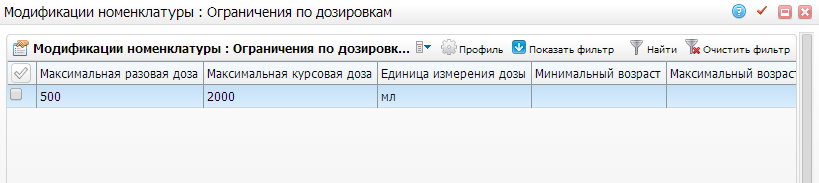 Модификации номенклатуры : Ограничения по дозировкам
Модификации номенклатуры : Ограничения по дозировк... Профиль Показать фильтр Найти Очистить фильтр
Максимальная разовая доза Максимальная курсовая доза Единица измерения дозы Минимальный возраст Максимальный возраст
500 2000 мл